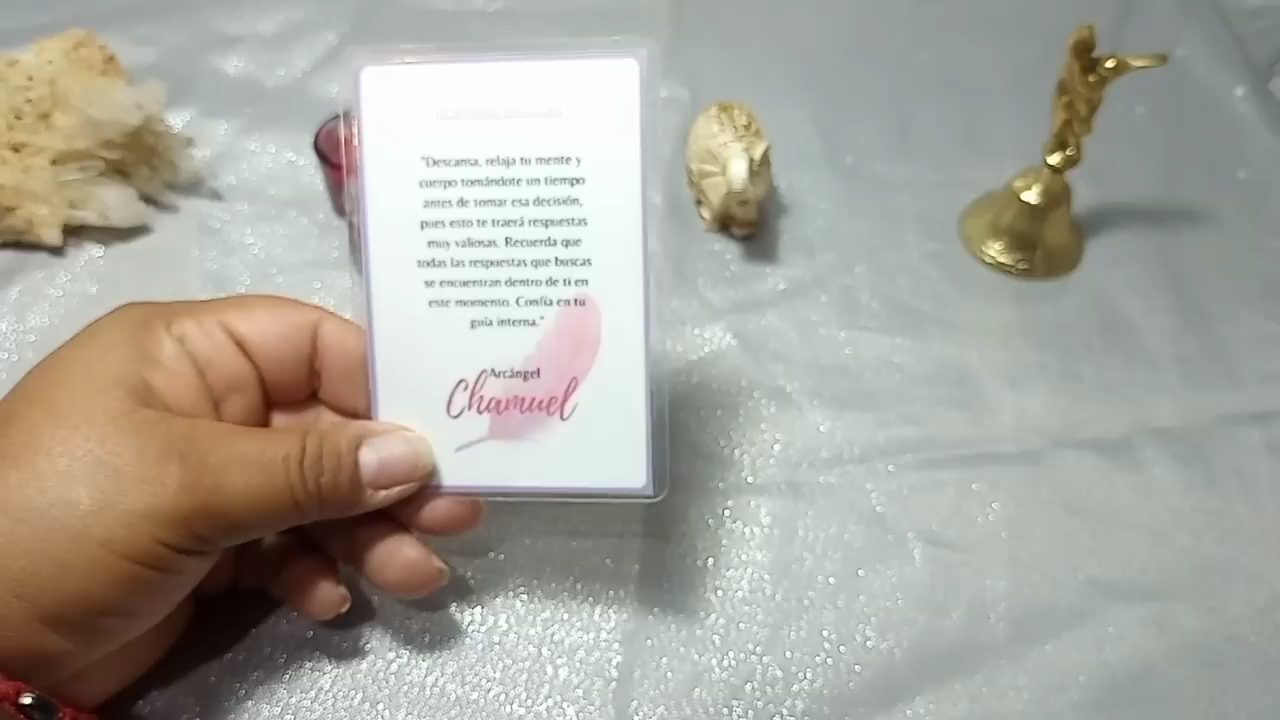 "Descansa, relaja tu mente y
cuerpo tomándote un tiempo
antes de tomar esa decisión,
pues esto te traerá respuestas
muy valiosas. Recuerda que
todas las respuestas que buscas
se encuentran dentro de ti en
este momento. Confía en tu
guía interna."
Arcángel
Chamuel